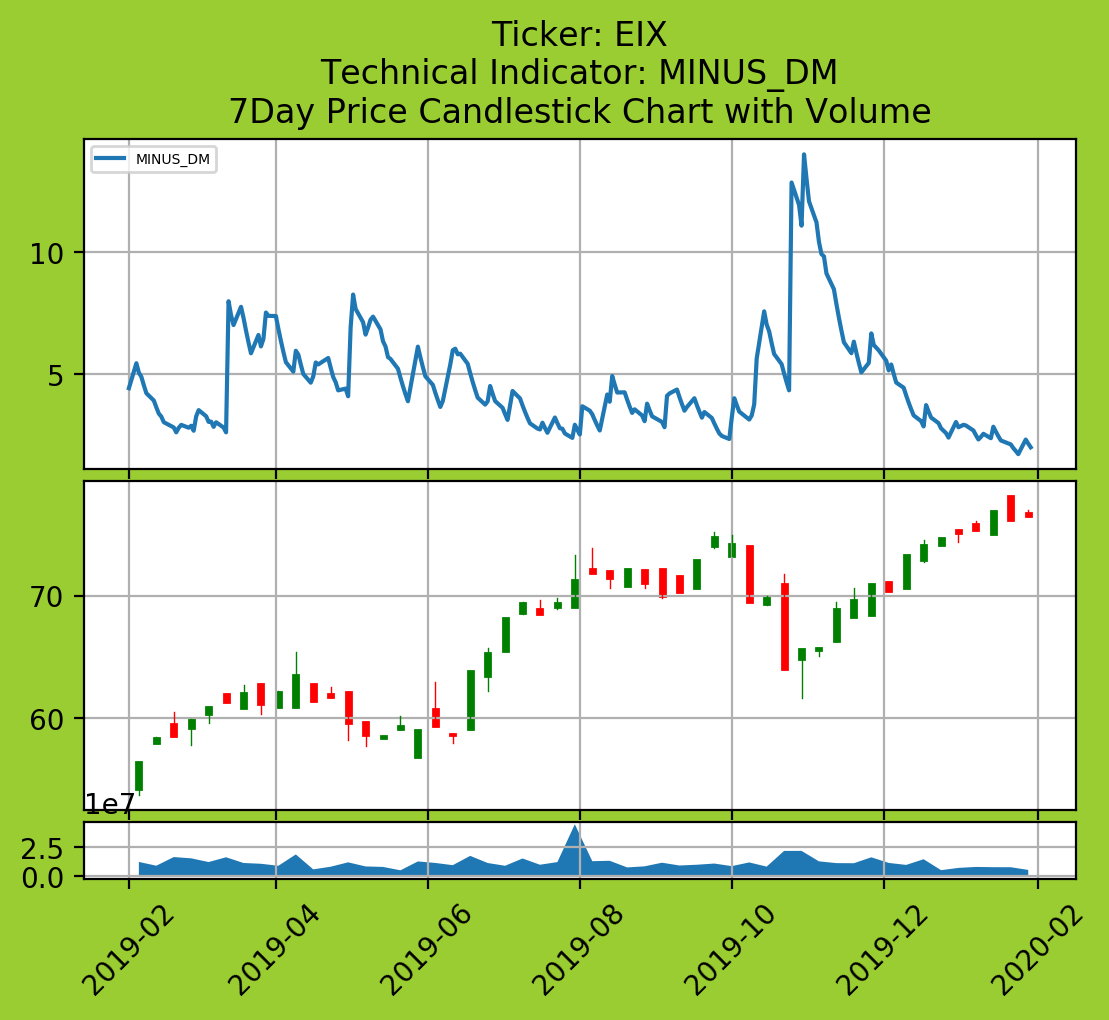 Ticker: EIX
Technical Indicator: MINUS_DM
7Day Price Candlestick Chart with Volume
MINUS_DM
10
5
70
60
1e7
2.5
0.0
2019-02
2019-04
2019-06
2019-08
2019-10
2019-12
2020-02